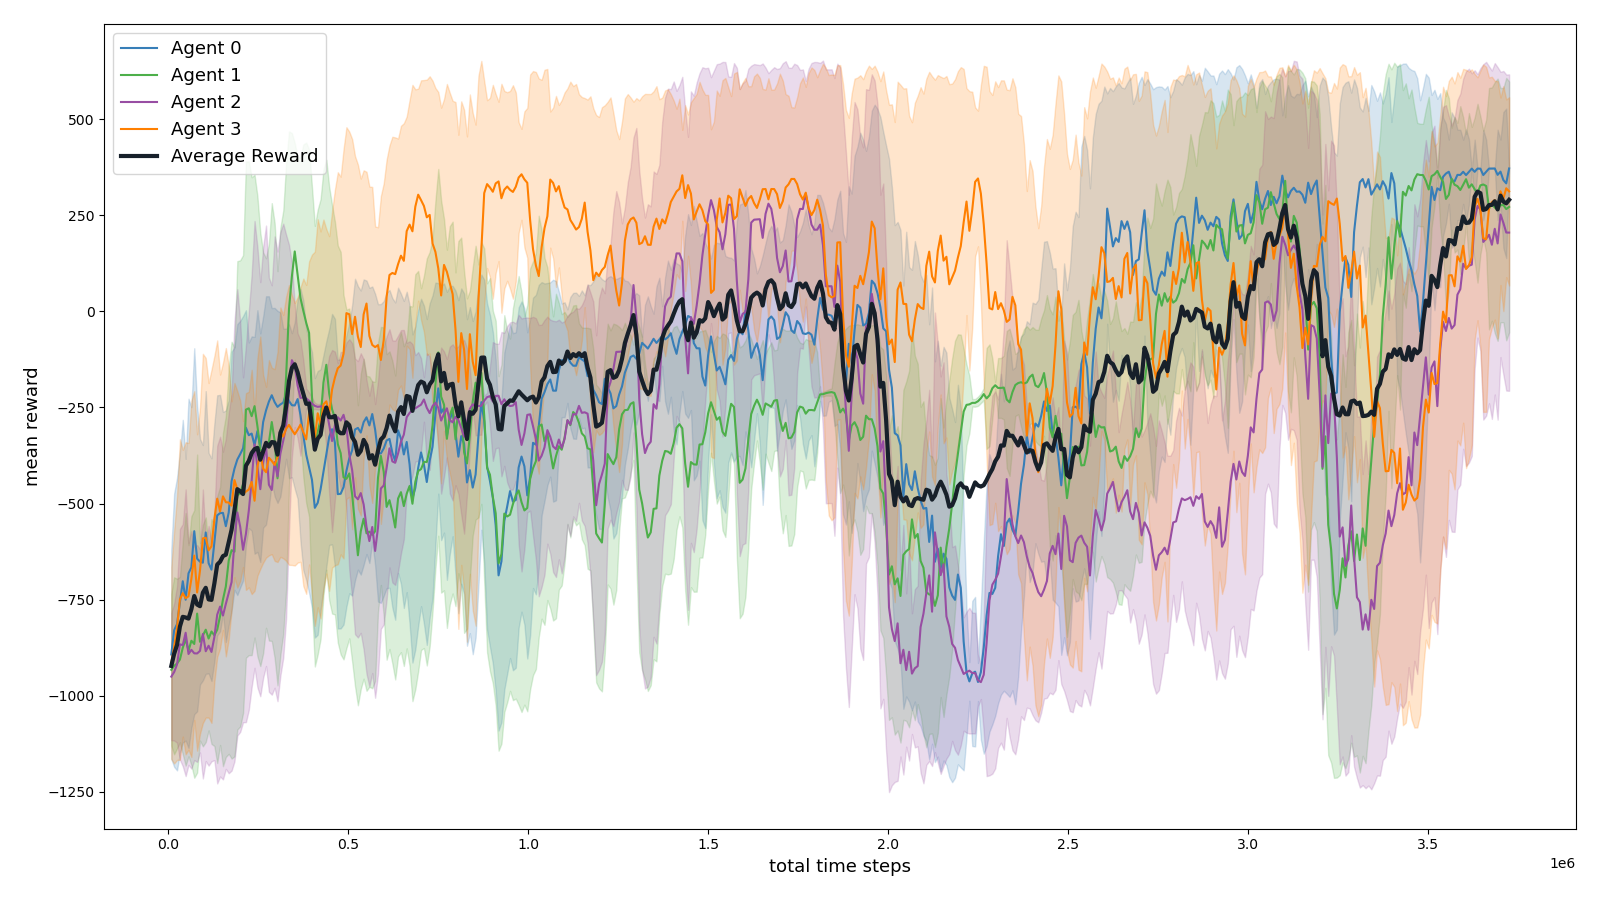 Agent 0
Agent 1
Agent 2
Agent 3
Average Reward
mean reward
500
250
0
−250
−500
−750
−1000
−1250
0.0 0.5 1.0 1.5 2.0 2.5 3.0 3.5
1e6
total time steps